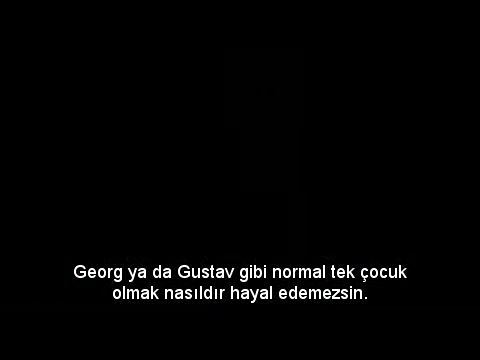 Georg ya da Gustav gibi normal tek çocuk
olmak nasıldır hayal edemezsin.